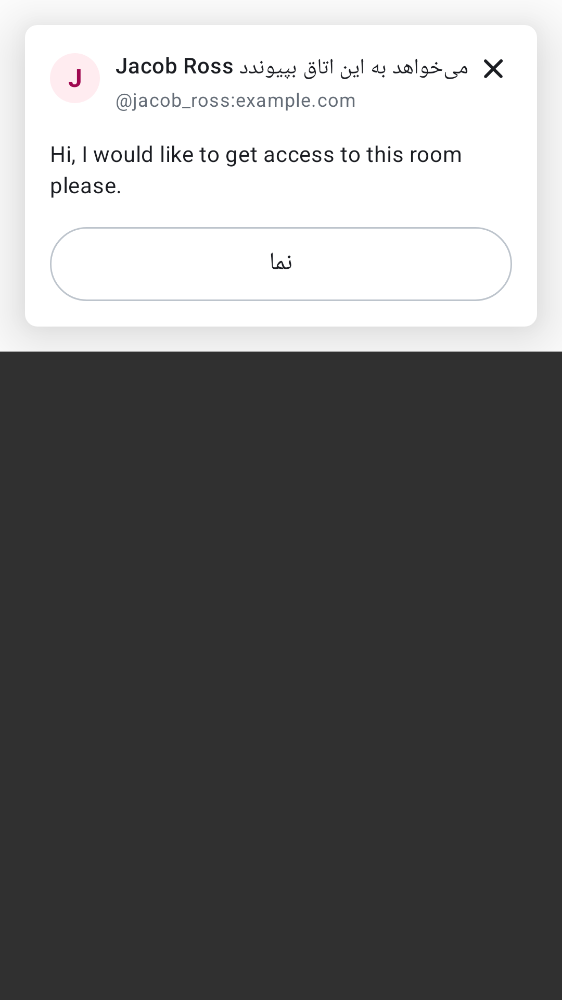 J
Jacob Ross می‌خواهد به این اتاق بپیوندد
@jacob_ross:example.com
Hi, I would like to get access to this room
please.
نما